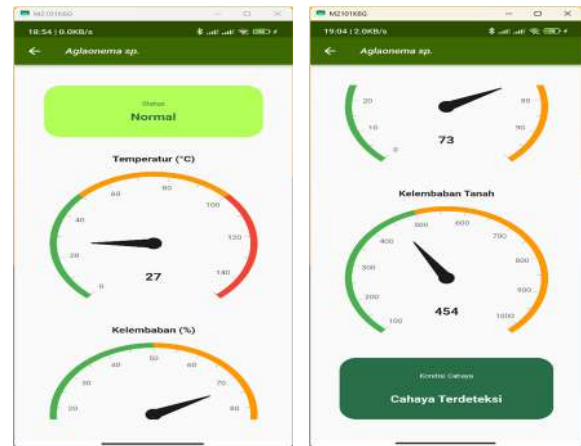 M2101K6G
18:54 | 0.0KB/s
Aglaonema sp.
Status
Normal
Temperatur (°C)
0
20
40
60
80
100
120
140
27
Kelembaban (%)
20
30
40
50
60
70
80
M2101K6G
19:04 | 2.0KB/s
Aglaonema sp.
0
10
20
80
90
73
Kelembaban Tanah
100
200
300
400
500
600
700
800
900
1000
454
Kondisi Cahaya
Cahaya Terdeteksi